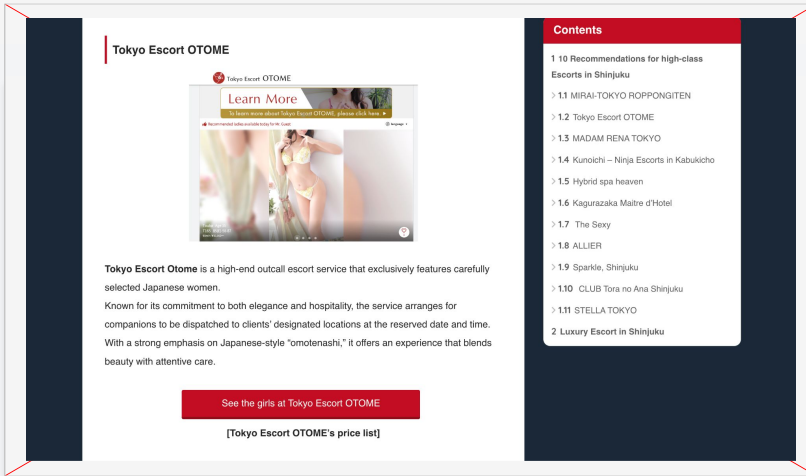 Tokyo Escort OTOME
Tokyo Escort OTOME
Learn More
To learn more about Tokyo Escort OTOME, please click here.
Recommended ladies available today for Mr. Guest
language
Tokyo Escort Otome is a high-end outcall escort service that exclusively features carefully
selected Japanese women.
Known for its commitment to both elegance and hospitality, the service arranges for
companions to be dispatched to clients' designated locations at the reserved date and time.
With a strong emphasis on Japanese-style “omotenashi,” it offers an experience that blends
beauty with attentive care.
See the girls at Tokyo Escort OTOME
[Tokyo Escort OTOME's price list]
Contents
1 10 Recommendations for high-class
Escorts in Shinjuku
1.1 MIRAI-TOKYO ROPPONGITEN
1.2 Tokyo Escort OTOME
1.3 MADAM RENA TOKYO
1.4 Kunoichi – Ninja Escorts in Kabukicho
1.5 Hybrid spa heaven
1.6 Kagurazaka Maitre d'Hotel
1.7 The Sexy
1.8 ALLIER
1.9 Sparkle, Shinjuku
1.10 CLUB Tora no Ana Shinjuku
1.11 STELLA TOKYO
2 Luxury Escort in Shinjuku